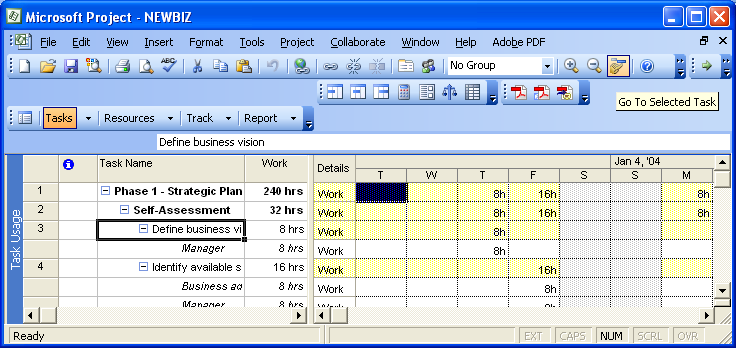 Microsoft Project - NEWBIZ
File Edit View Insert Format Tools Project Collaborate Window Help Adobe PDF
No Group
Go To Selected Task
Tasks Resources Track Report
Define business vision
Task Name Work Details Jan 4, '04
T W T F S S M
1 Phase 1 - Strategic Plan 240 hrs Work 8h 16h 8h
2 Self-Assessment 32 hrs Work 8h 16h 8h
3 Define business vi 8 hrs Work 8h
Manager 8 hrs Work 8h
4 Identify available s 16 hrs Work 16h
Business ad 8 hrs Work 8h
Manager 8 hrs Work 8h
Task Usage
Ready EXT CAPS NUM SCRL OVR